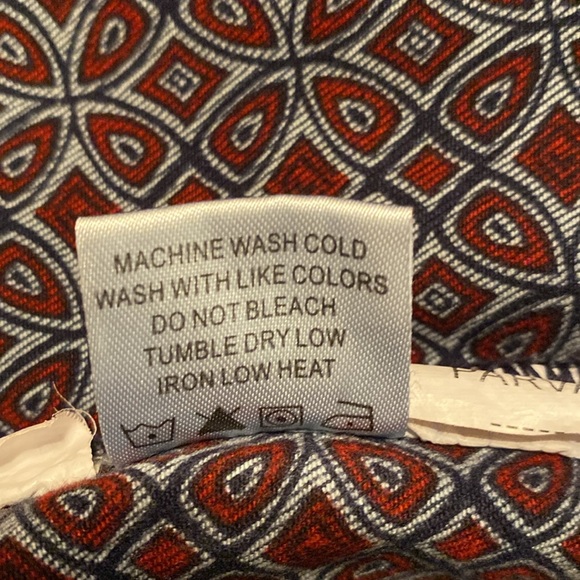 MACHINE WASH COLD
WASH WITH LIKE COLORS
DO NOT BLEACH
TUMBLE DRY LOW
IRON LOW HEAT